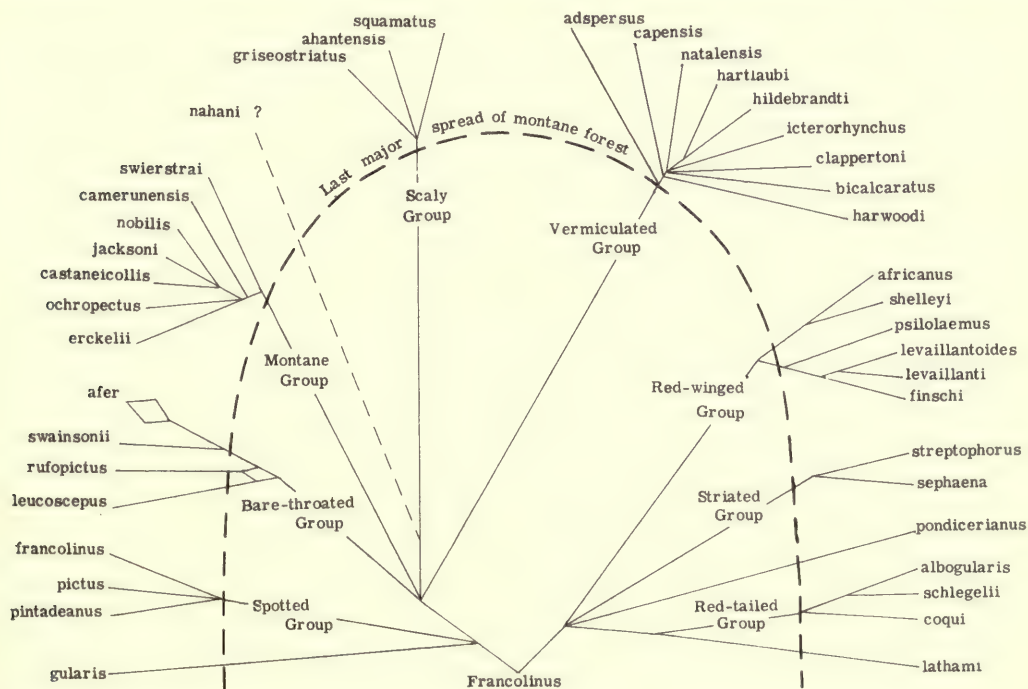 squamatus
ahantensis
griseostriatus
nahani ?
swierstrai
camerunensis
nobilis
jacksoni
castaneicollis
ochropectus
erckelii
afer
swainsonii
rufopictus
leucoscepus
francolinus
pictus
pintadeanus
gularis
Last major spread of montane forest
Scaly
Group
Vermiculated
Group
Montane
Group
Bare-throated
Group
Spotted
Group
Red-winged
Group
Striated
Group
Red-tailed
Group
adspersus
capensis
natalensis
hartlaubi
hildebrandti
icterorhynchus
clappertoni
bicalcaratus
harwoodi
africanus
shelleyi
psilolaemus
levaillantoides
levaillanti
finschi
streptophorus
sephaena
pondicerianus
albogularis
schlegelii
coqui
lathami
Francolinus